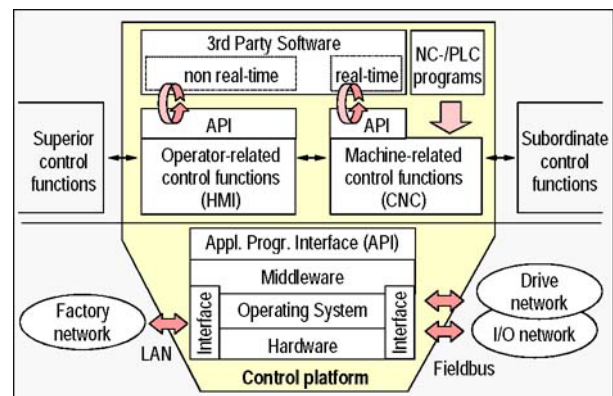 3rd Party Software
non real-time
real-time
NC-/PLC
programs
API
API
Superior
control
functions
Operator-related
control functions
(HMI)
Machine-related
control functions
(CNC)
Subordinate
control
functions
Appl. Progr. Interface (API)
Middleware
Operating System
Hardware
Interface
Interface
Factory
network
LAN
Drive
network
I/O network
Fieldbus
Control platform